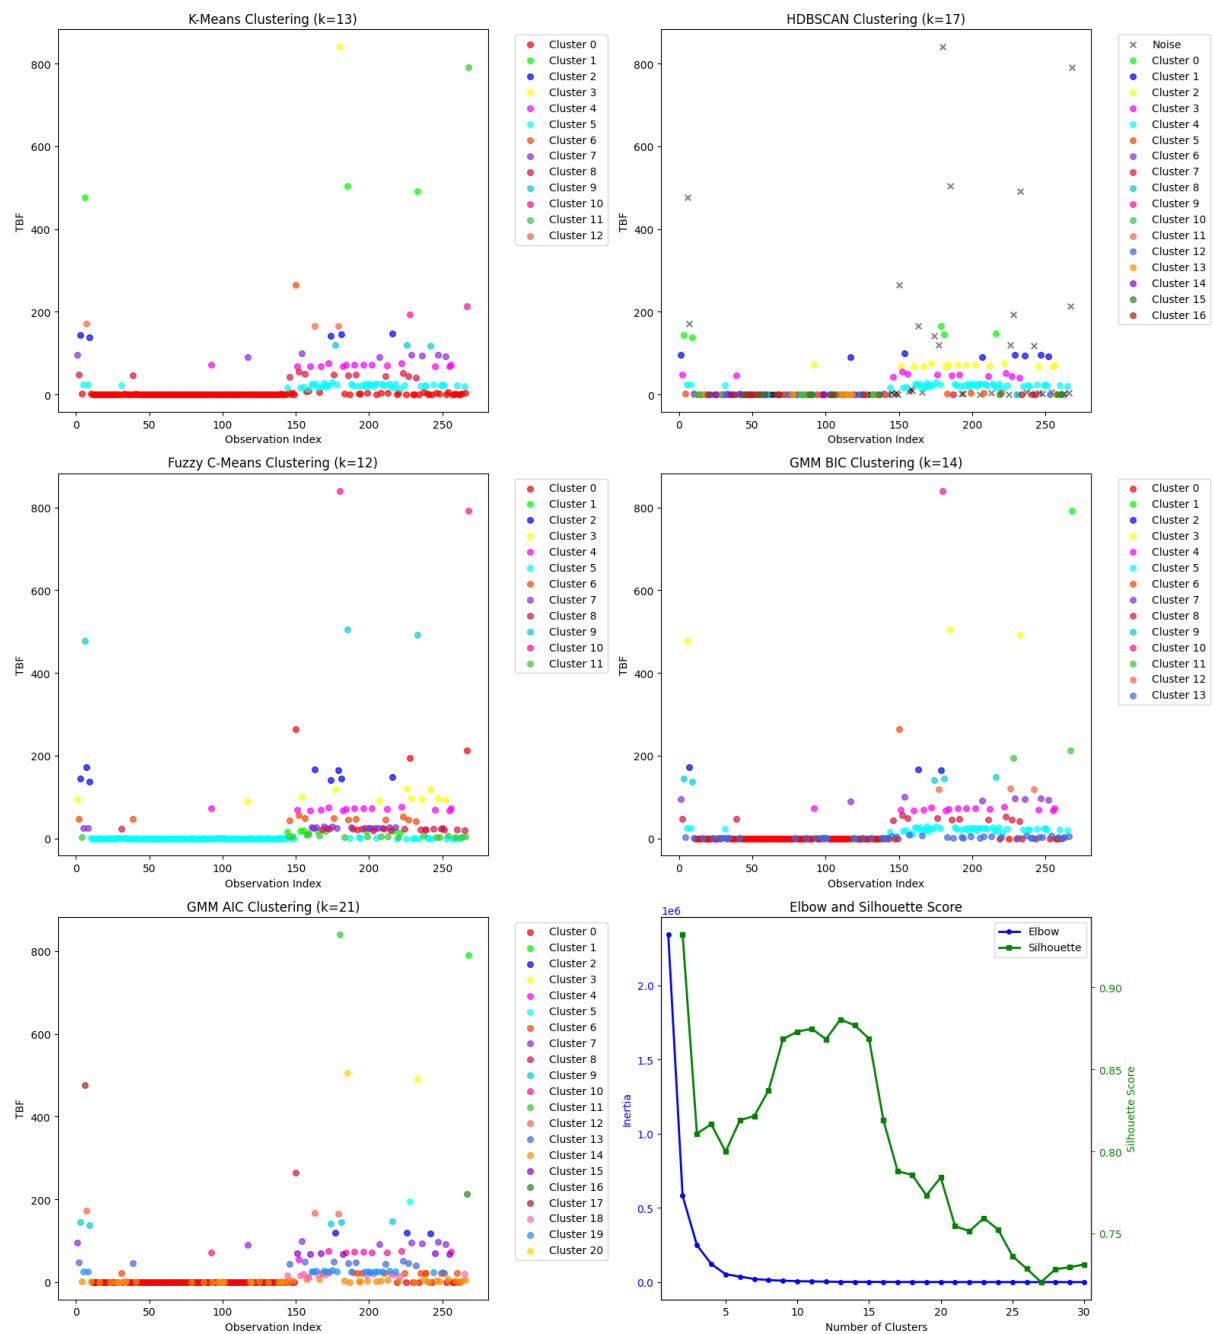 K-Means Clustering (k=13)
800
600
400
200
0
TBF
0 50 100 150 200 250
Observation Index
Cluster 0
Cluster 1
Cluster 2
Cluster 3
Cluster 4
Cluster 5
Cluster 6
Cluster 7
Cluster 8
Cluster 9
Cluster 10
Cluster 11
Cluster 12
HDBSCAN Clustering (k=17)
800
600
400
200
0
TBF
0 50 100 150 200 250
Observation Index
Noise
Cluster 0
Cluster 1
Cluster 2
Cluster 3
Cluster 4
Cluster 5
Cluster 6
Cluster 7
Cluster 8
Cluster 9
Cluster 10
Cluster 11
Cluster 12
Cluster 13
Cluster 14
Cluster 15
Cluster 16
Fuzzy C-Means Clustering (k=12)
800
600
400
200
0
TBF
0 50 100 150 200 250
Observation Index
Cluster 0
Cluster 1
Cluster 2
Cluster 3
Cluster 4
Cluster 5
Cluster 6
Cluster 7
Cluster 8
Cluster 9
Cluster 10
Cluster 11
GMM BIC Clustering (k=14)
800
600
400
200
0
TBF
0 50 100 150 200 250
Observation Index
Cluster 0
Cluster 1
Cluster 2
Cluster 3
Cluster 4
Cluster 5
Cluster 6
Cluster 7
Cluster 8
Cluster 9
Cluster 10
Cluster 11
Cluster 12
Cluster 13
GMM AIC Clustering (k=21)
800
600
400
200
0
TBF
0 50 100 150 200 250
Observation Index
Cluster 0
Cluster 1
Cluster 2
Cluster 3
Cluster 4
Cluster 5
Cluster 6
Cluster 7
Cluster 8
Cluster 9
Cluster 10
Cluster 11
Cluster 12
Cluster 13
Cluster 14
Cluster 15
Cluster 16
Cluster 17
Cluster 18
Cluster 19
Cluster 20
Elbow and Silhouette Score
1e6
2.0
1.5
1.0
0.5
0.0
Inertia
Elbow
Silhouette
0.90
0.85
0.80
0.75
Silhouette Score
5 10 15 20 25 30
Number of Clusters